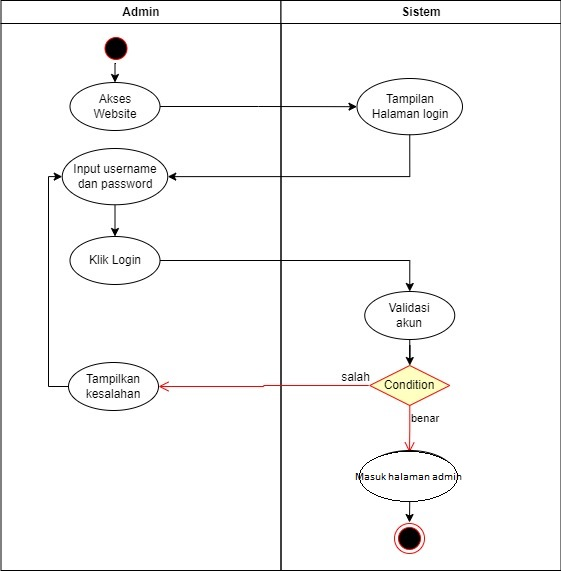 Admin
Sistem
Akses
Website
Tampilan
Halaman login
Input username
dan password
Klik Login
Validasi
akun
salah
Condition
Tampilkan
kesalahan
benar
Masuk halaman admin